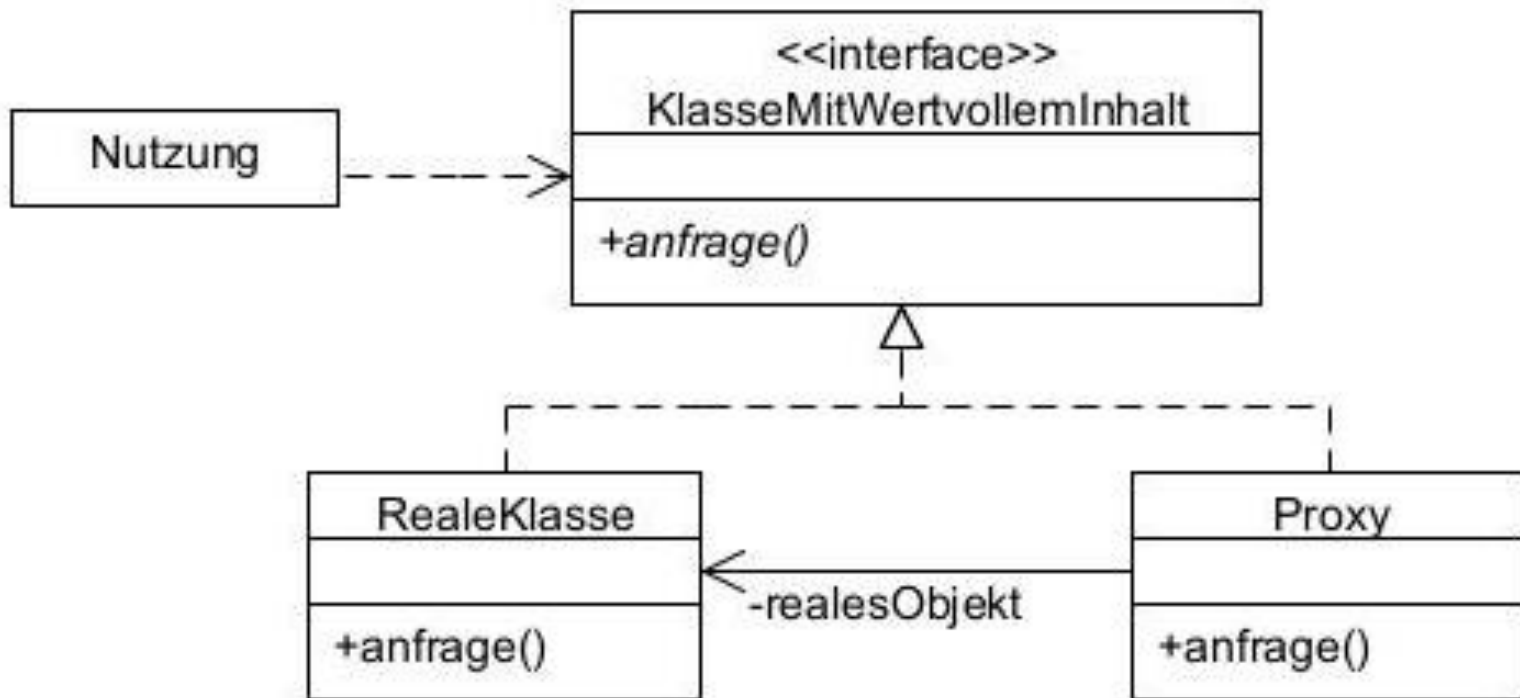 <<interface>>
KlasseMitWertvollemInhalt
Nutzung
+anfrage()
RealeKlasse
Proxy
-realesObjekt
+anfrage()
+anfrage()